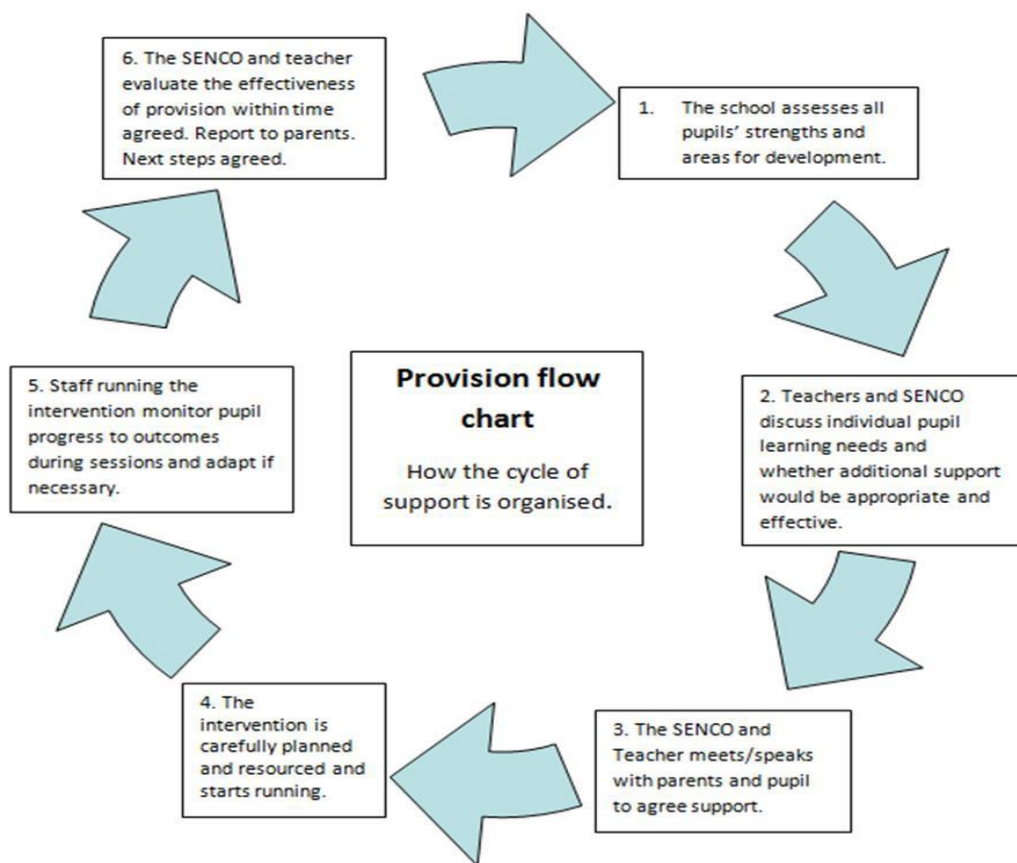 Provision flow
chart
How the cycle of
support is organised.
1. The school assesses all
pupils’ strengths and
areas for development.
2. Teachers and SENCO
discuss individual pupil
learning needs and
whether additional support
would be appropriate and
effective.
3. The SENCO and
Teacher meets/speaks
with parents and pupil
to agree support.
4. The
intervention is
carefully planned
and resourced and
starts running.
5. Staff running the
intervention monitor pupil
progress to outcomes
during sessions and adapt if
necessary.
6. The SENCO and teacher
evaluate the effectiveness
of provision within time
agreed. Report to parents.
Next steps agreed.